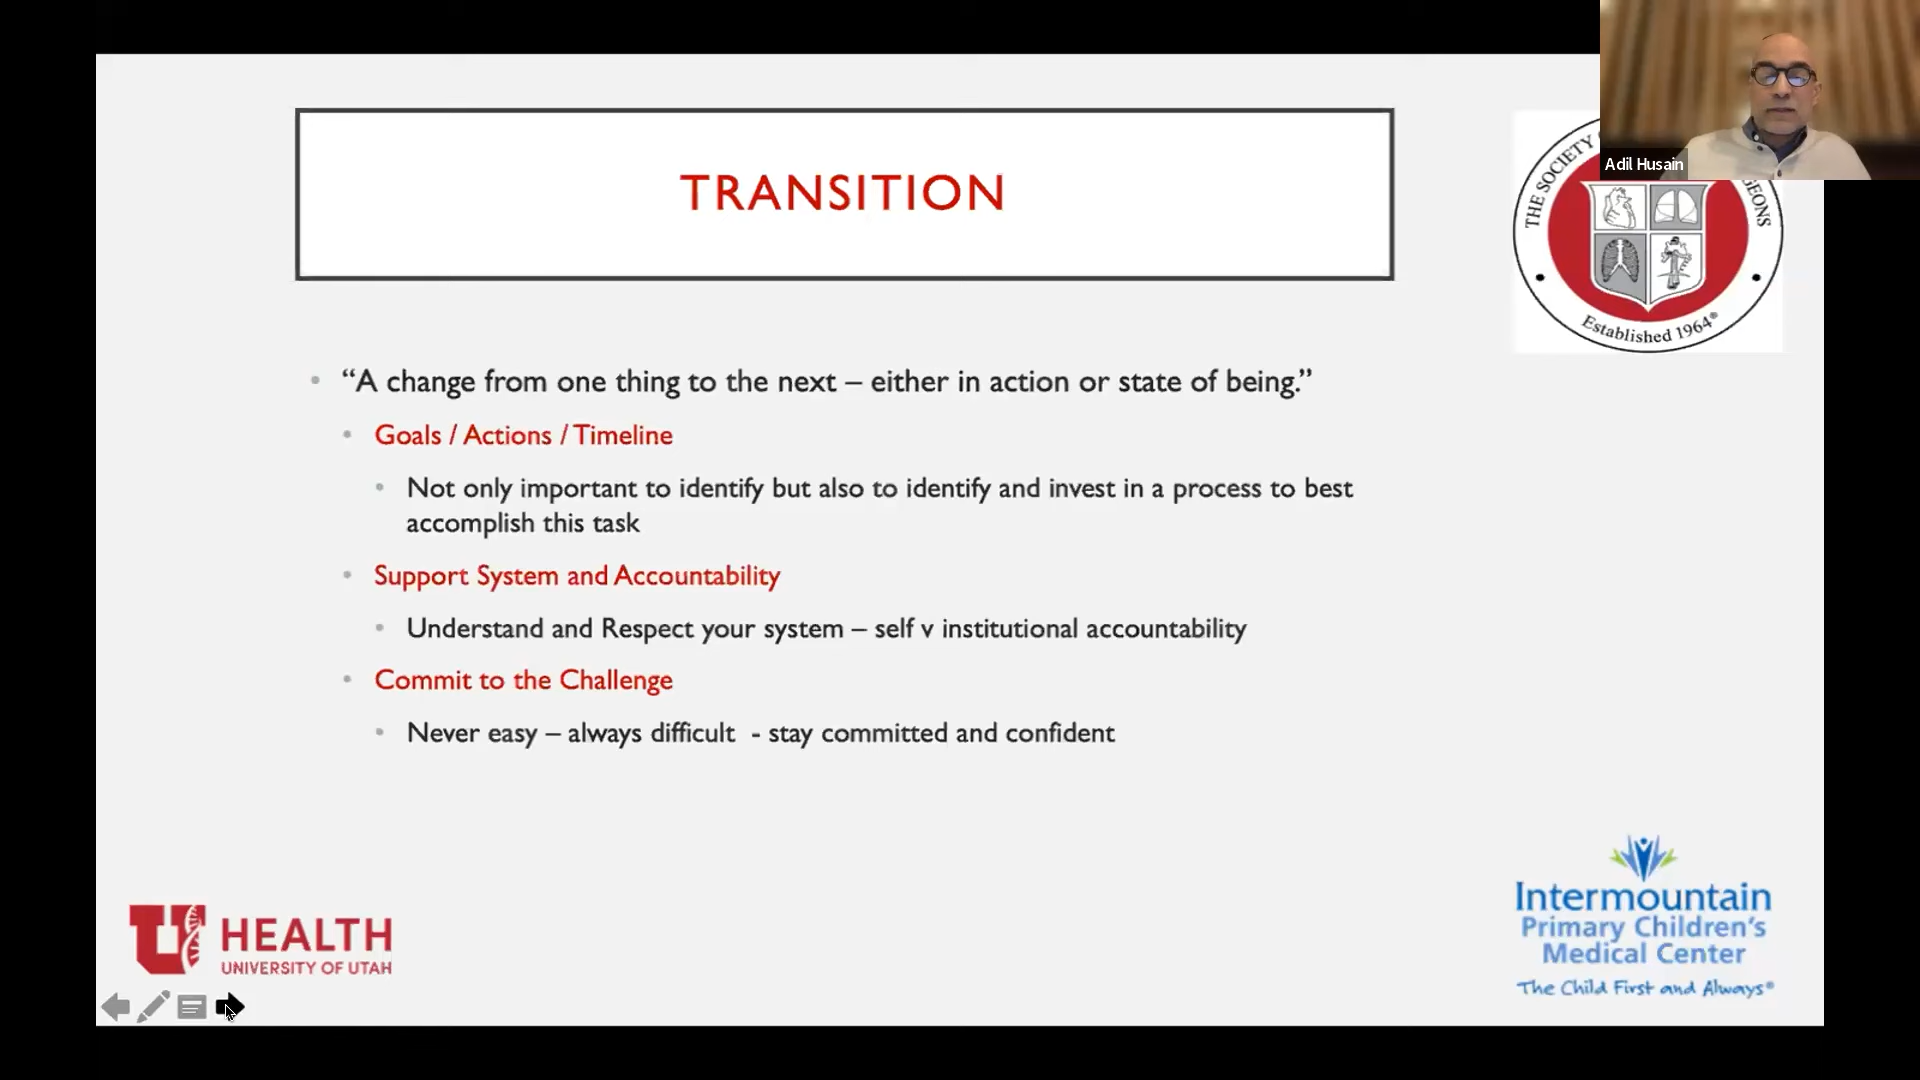 TRANSITION
THE SOCIETY
GEONS
Established 1964®
Adil Husain
“A change from one thing to the next – either in action or state of being.”
Goals / Actions / Timeline
Not only important to identify but also to identify and invest in a process to best
accomplish this task
Support System and Accountability
Understand and Respect your system – self v institutional accountability
Commit to the Challenge
Never easy – always difficult - stay committed and confident
U HEALTH
UNIVERSITY OF UTAH
Intermountain
Primary Children's
Medical Center
The Child First and Always®